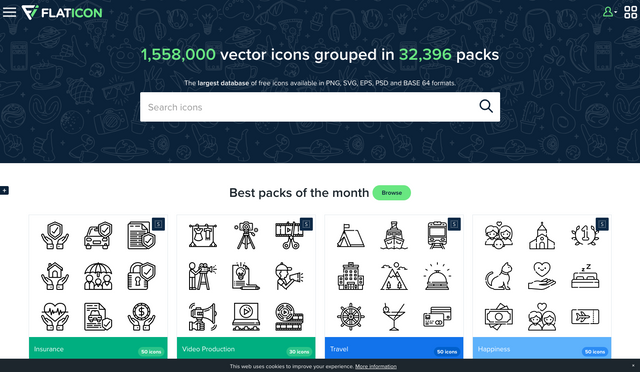 FLATICON
1,558,000 vector icons grouped in 32,396 packs
The largest database of free icons available in PNG, SVG, EPS, PSD and BASE 64 formats.
Search icons
Best packs of the month
Browse
S
S
S
S
1
Z Z
Insurance
50 icons
Video Production
30 icons
Travel
50 icons
Happiness
50 icons
This web uses cookies to improve your experience. More information